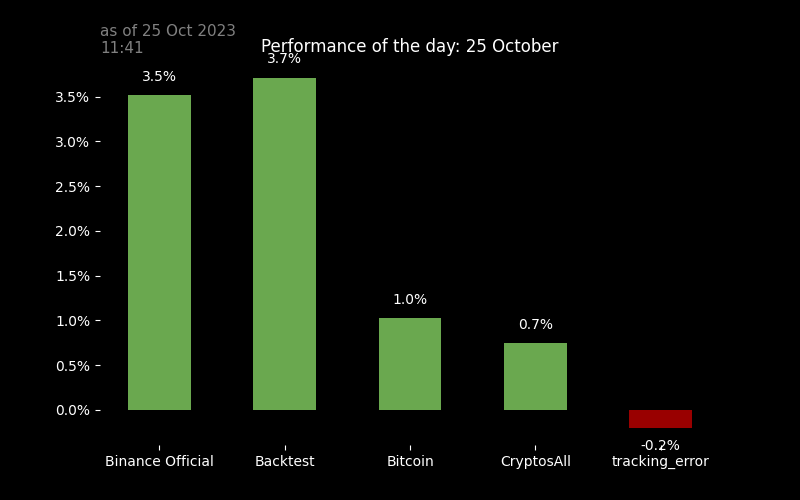 as of 25 Oct 2023
11:41
Performance of the day: 25 October
3.5%
3.7%
1.0%
0.7%
-0.2%
3.5%
3.0%
2.5%
2.0%
1.5%
1.0%
0.5%
0.0%
Binance Official
Backtest
Bitcoin
CryptosAll
tracking_error